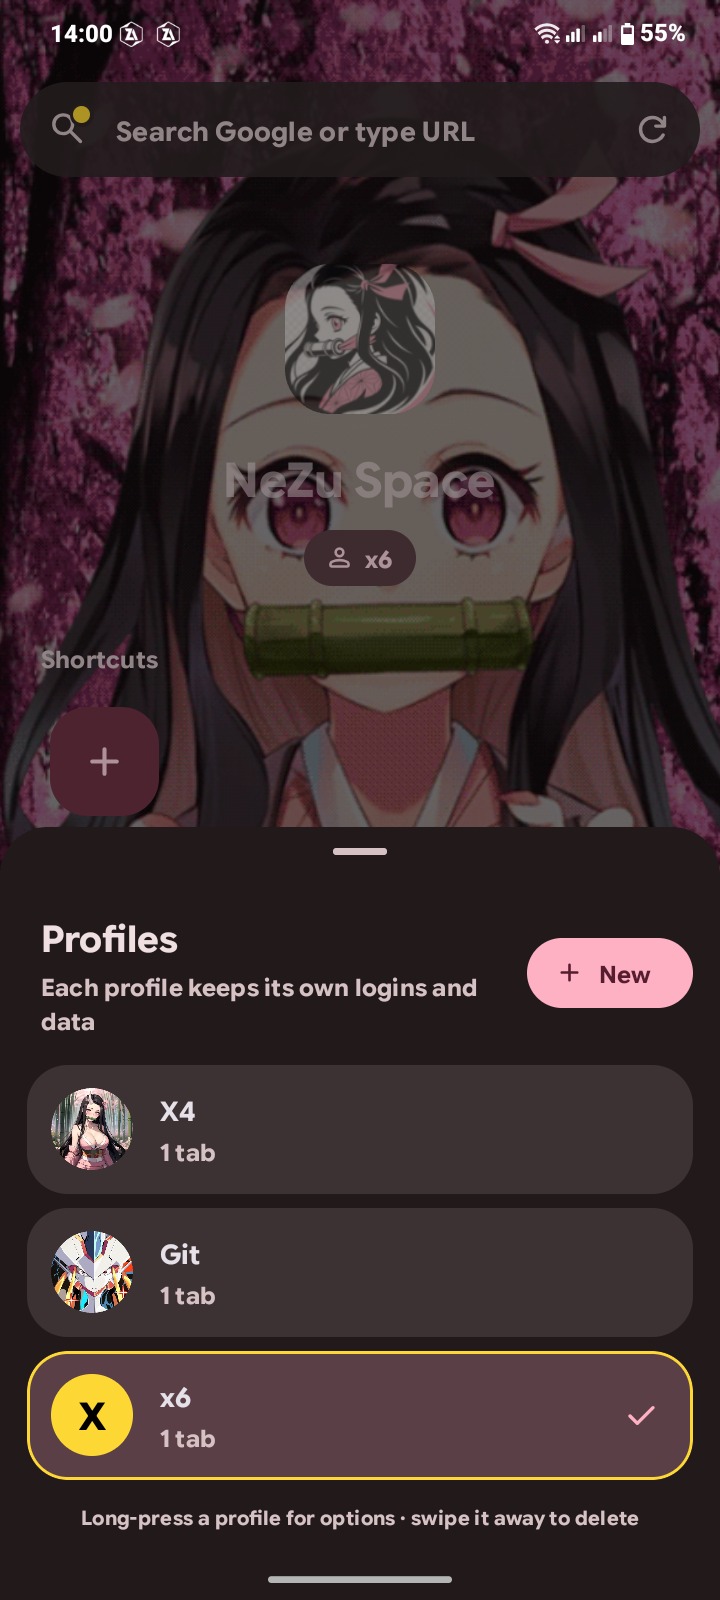 14:00
55%
Search Google or type URL
NeZu Space
x6
Shortcuts
Profiles
Each profile keeps its own logins and
data
New
X4
1 tab
Git
1 tab
X
x6
1 tab
Long-press a profile for options · swipe it away to delete